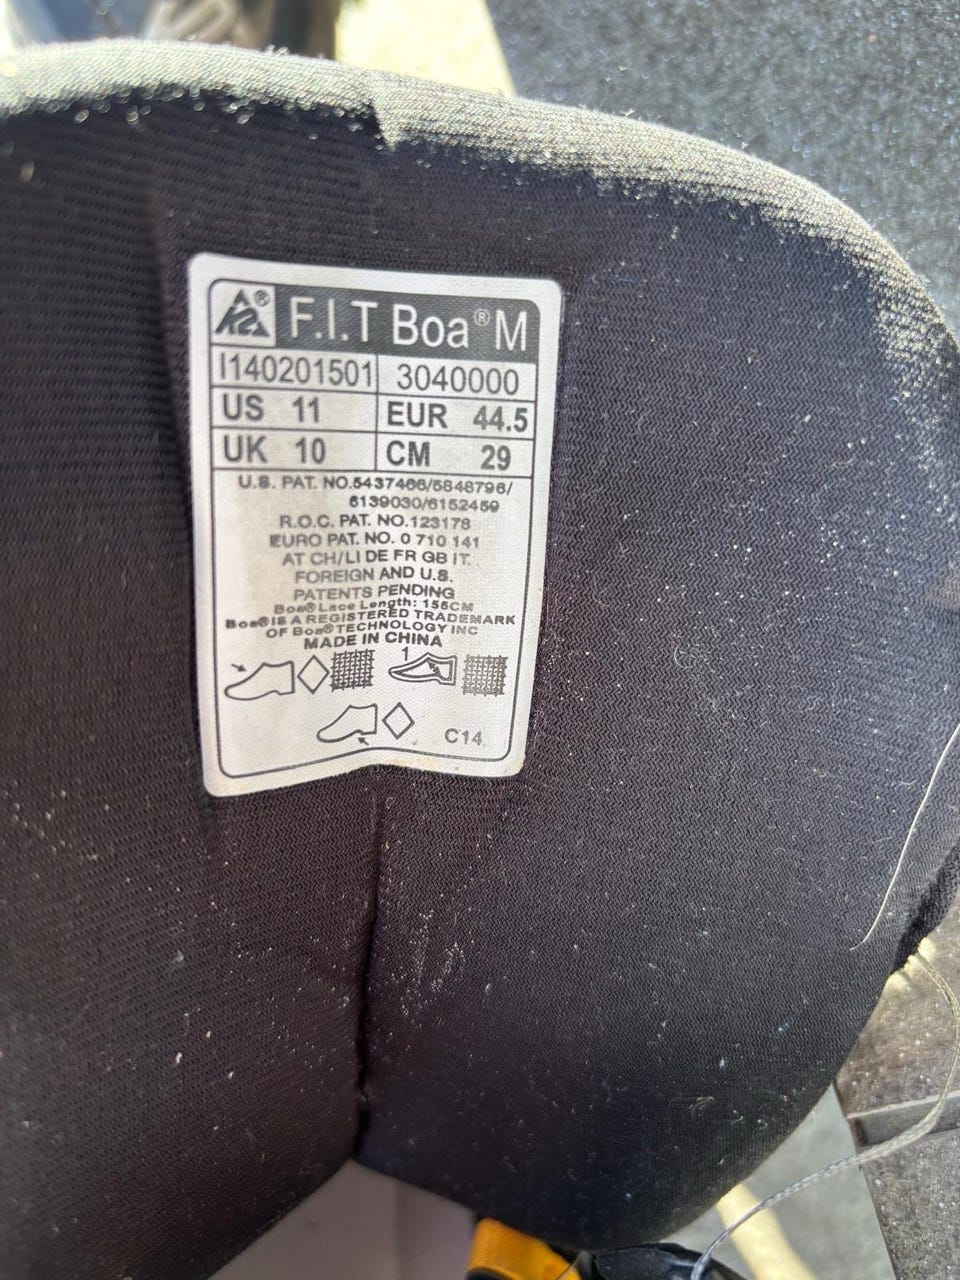 K2® F.I.T Boa® M
I140201501 3040000
US 11 EUR 44.5
UK 10 CM 29
U.S. PAT. NO.5437466/5848796/
6139030/6152459
R.O.C. PAT. NO.123178
EURO PAT. NO. 0 710 141
AT CH/LI DE FR GB IT.
FOREIGN AND U.S.
PATENTS PENDING
Boa® Lace Length: 155CM
Boa® IS A REGISTERED TRADEMARK
OF Boa® TECHNOLOGY INC
MADE IN CHINA
1
C14